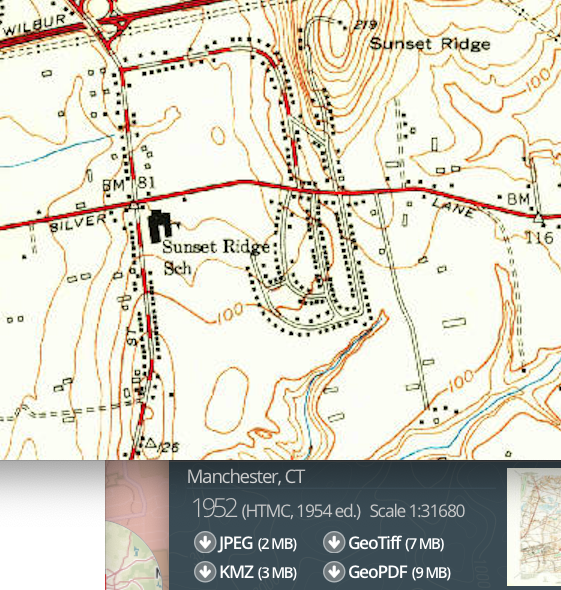 WILBUR
219
Sunset Ridge
100
BM 81
BM
SILVER
LANE
116
Sunset Ridge
Sch
100
ST
100
126
Manchester, CT
1952 (HTMC, 1954 ed.) Scale 1:31680
JPEG (2 MB) GeoTiff (7 MB)
KMZ (3 MB) GeoPDF (9 MB)